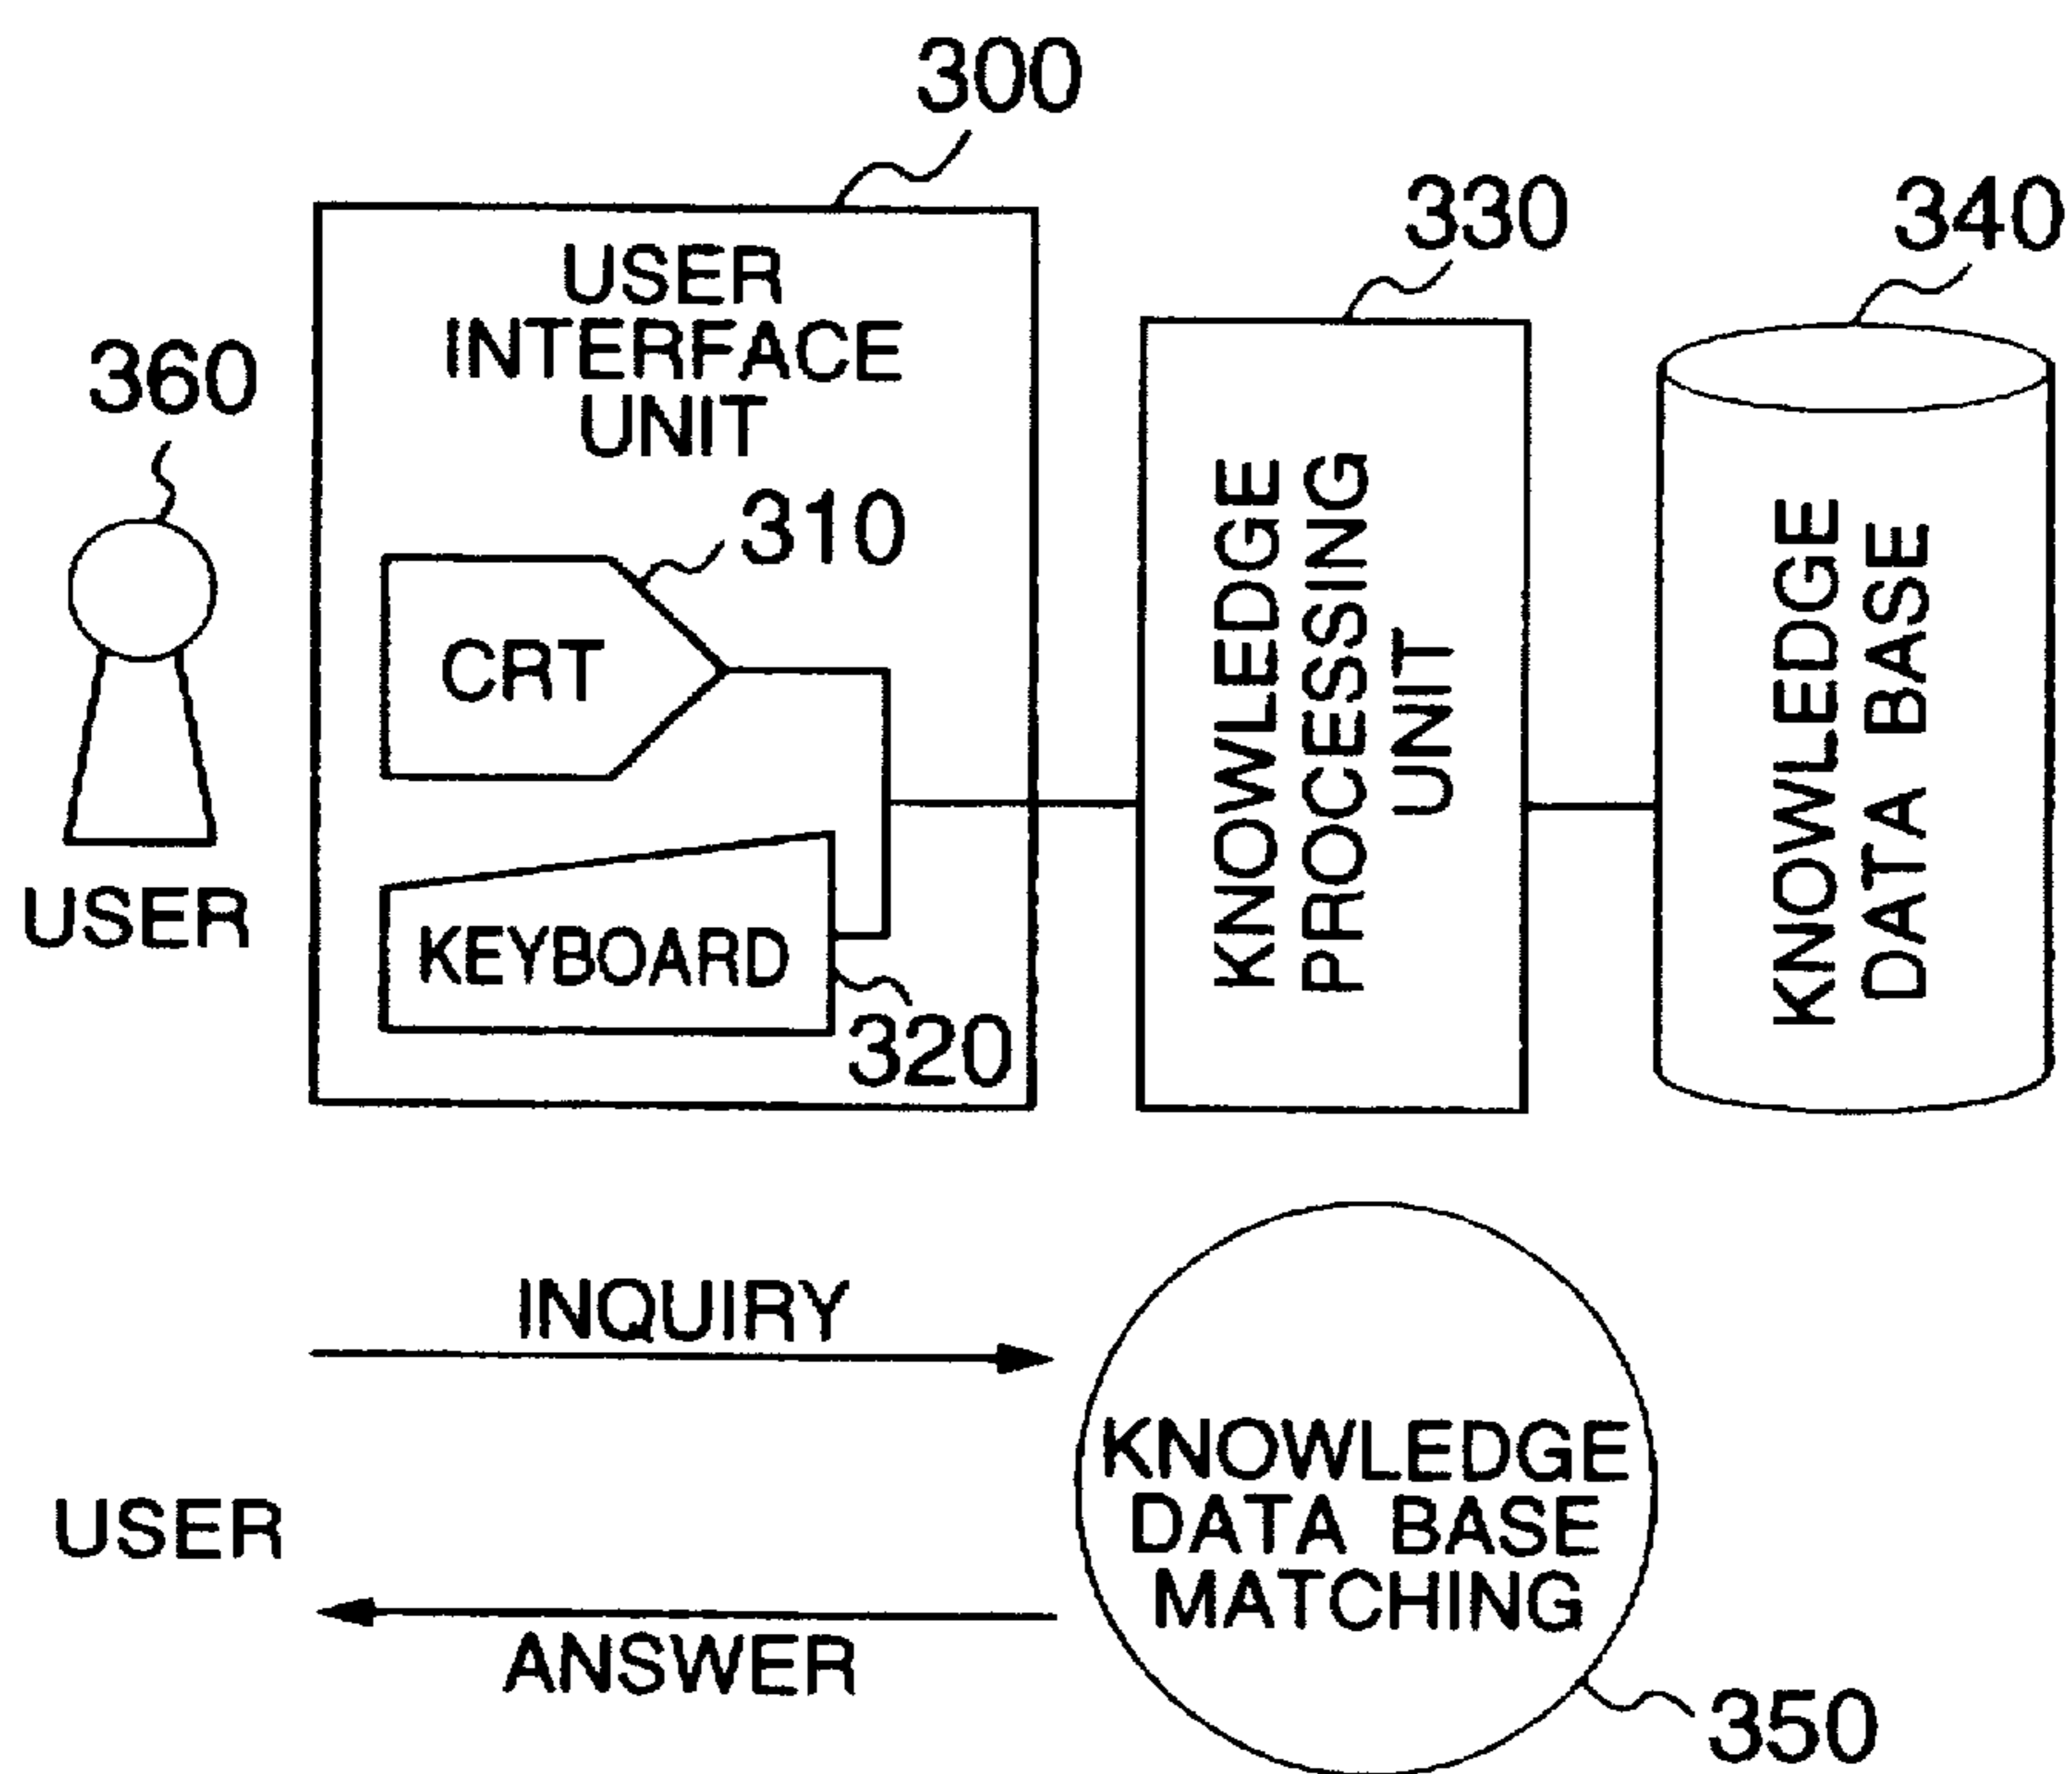 300
330
340
360
USER
INTERFACE
UNIT
310
CRT
KEYBOARD
320
USER
KNOWLEDGE
PROCESSING
UNIT
KNOWLEDGE
DATA BASE
INQUIRY
USER
ANSWER
KNOWLEDGE
DATA BASE
MATCHING
350